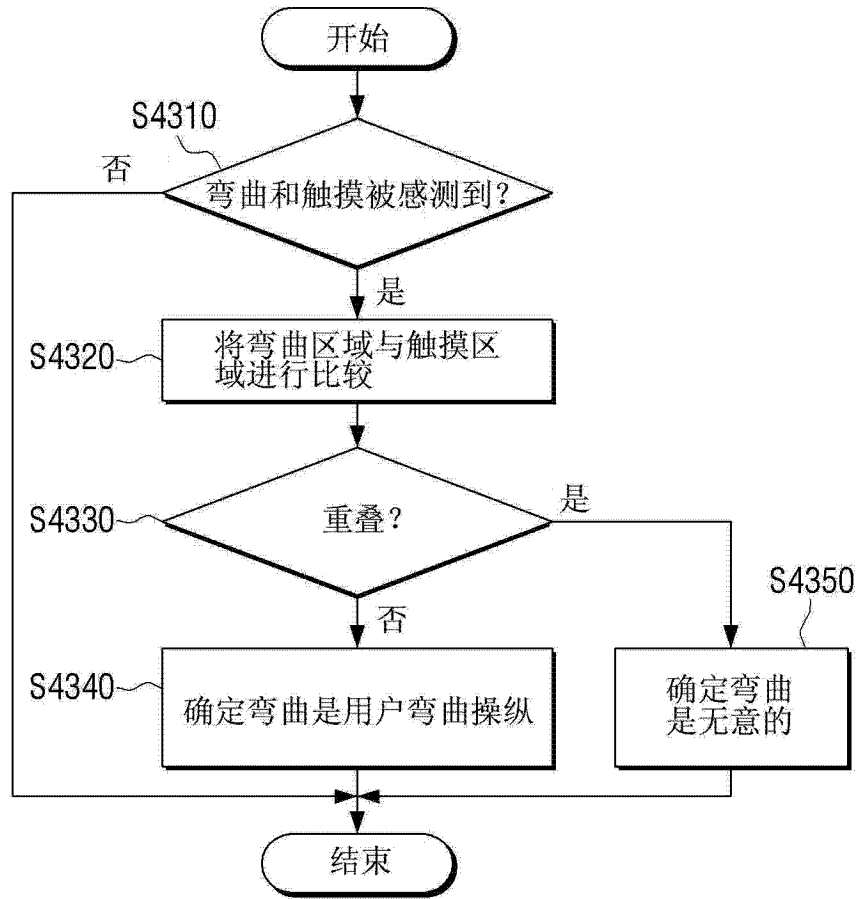 开始
S4310
否
弯曲和触摸被感测到?
是
S4320
将弯曲区域与触摸区
域进行比较
S4330
重叠?
是
S4350
否
S4340
确定弯曲是用户弯曲操纵
确定弯曲
是无意的
结束